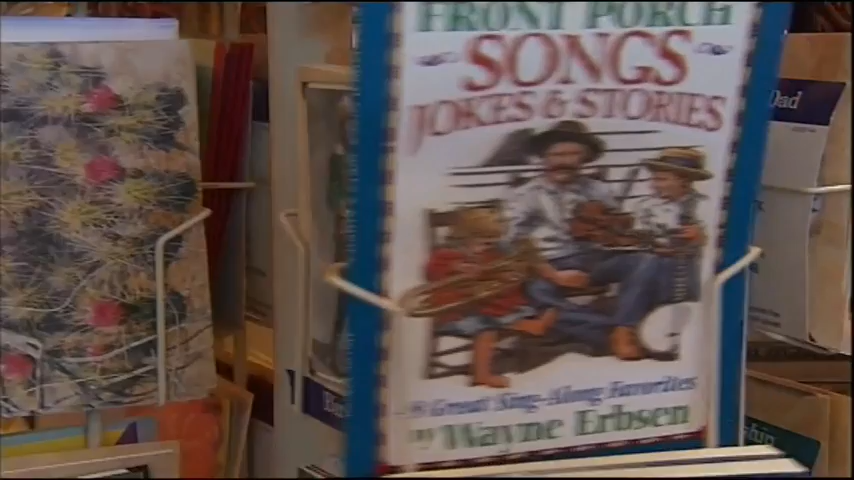 FRONT PORCH
SONGS
JOKES & STORIES
Great Sing-Along Favorites
by Wayne Erbsen
Dad